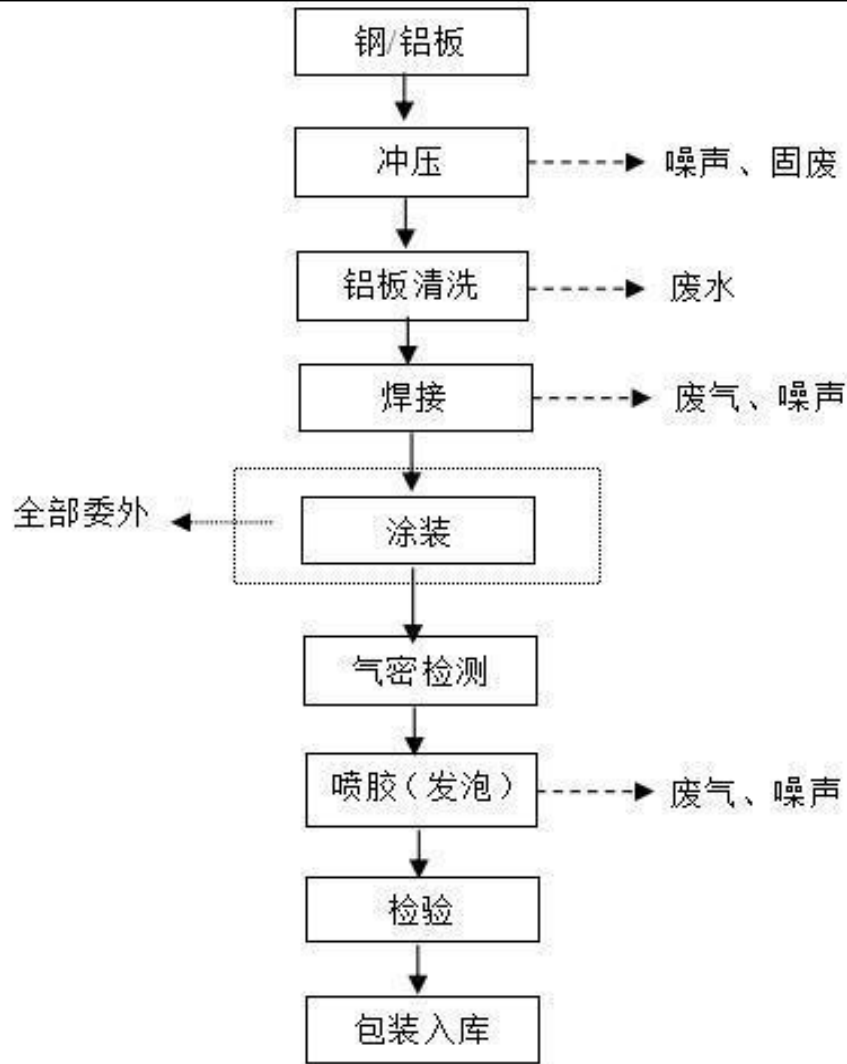 钢/铝板
冲压
噪声、固废
铝板清洗
废水
焊接
废气、噪声
全部委外
涂装
气密检测
喷胶（发泡）
废气、噪声
检验
包装入库